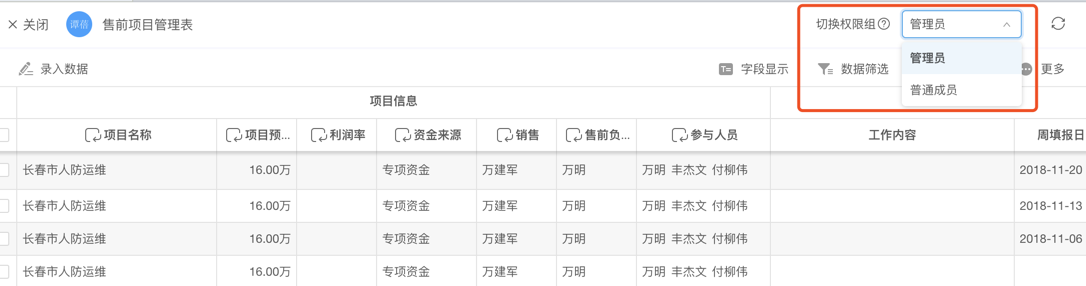 关闭 谭蓓 售前项目管理表 切换权限组 管理员
录入数据 字段显示 数据筛选 管理员 更多
普通成员
项目信息
项目名称 项目预... 利润率 资金来源 销售 售前负... 参与人员 工作内容 周填报日
长春市人防运维 16.00万 专项资金 万建军 万明 万明 丰杰文 付柳伟 2018-11-20
长春市人防运维 16.00万 专项资金 万建军 万明 万明 丰杰文 付柳伟 2018-11-13
长春市人防运维 16.00万 专项资金 万建军 万明 万明 丰杰文 付柳伟 2018-11-06
长春市人防运维 16.00万 专项资金 万建军 万明 万明 丰杰文 付柳伟